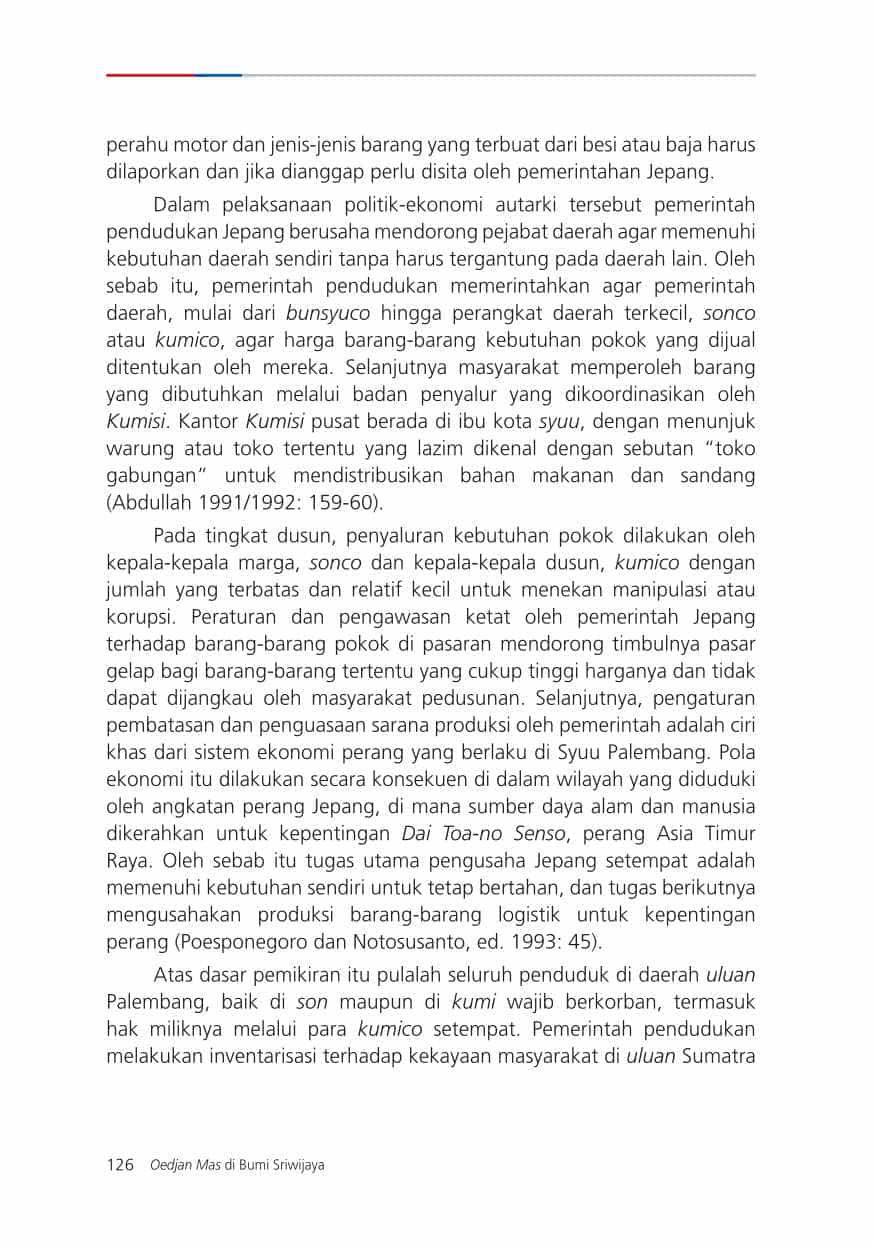 perahu motor dan jenis-jenis barang yang terbuat dari besi atau baja harus
dilaporkan dan jika dianggap perlu disita oleh pemerintahan Jepang.
Dalam pelaksanaan politik-ekonomi autarki tersebut pemerintah
pendudukan Jepang berusaha mendorong pejabat daerah agar memenuhi
kebutuhan daerah sendiri tanpa harus tergantung pada daerah lain. Oleh
sebab itu, pemerintah pendudukan memerintahkan agar pemerintah
daerah, mulai dari bunsyuco hingga perangkat daerah terkecil, sonco
atau kumico, agar harga barang-barang kebutuhan pokok yang dijual
ditentukan oleh mereka. Selanjutnya masyarakat memperoleh barang
yang dibutuhkan melalui badan penyalur yang dikoordinasikan oleh
Kumisi. Kantor Kumisi pusat berada di ibu kota syuu, dengan menunjuk
warung atau toko tertentu yang lazim dikenal dengan sebutan “toko
gabungan” untuk mendistribusikan bahan makanan dan sandang
(Abdullah 1991/1992: 159-60).
Pada tingkat dusun, penyaluran kebutuhan pokok dilakukan oleh
kepala-kepala marga, sonco dan kepala-kepala dusun, kumico dengan
jumlah yang terbatas dan relatif kecil untuk menekan manipulasi atau
korupsi. Peraturan dan pengawasan ketat oleh pemerintah Jepang
terhadap barang-barang pokok di pasaran mendorong timbulnya pasar
gelap bagi barang-barang tertentu yang cukup tinggi harganya dan tidak
dapat dijangkau oleh masyarakat pedusunan. Selanjutnya, pengaturan
pembatasan dan penguasaan sarana produksi oleh pemerintah adalah ciri
khas dari sistem ekonomi perang yang berlaku di Syuu Palembang. Pola
ekonomi itu dilakukan secara konsekuen di dalam wilayah yang diduduki
oleh angkatan perang Jepang, di mana sumber daya alam dan manusia
dikerahkan untuk kepentingan Dai Toa-no Senso, perang Asia Timur
Raya. Oleh sebab itu tugas utama pengusaha Jepang setempat adalah
memenuhi kebutuhan sendiri untuk tetap bertahan, dan tugas berikutnya
mengusahakan produksi barang-barang logistik untuk kepentingan
perang (Poesponegoro dan Notosusanto, ed. 1993: 45).
Atas dasar pemikiran itu pulalah seluruh penduduk di daerah uluan
Palembang, baik di son maupun di kumi wajib berkorban, termasuk
hak miliknya melalui para kumico setempat. Pemerintah pendudukan
melakukan inventarisasi terhadap kekayaan masyarakat di uluan Sumatra
126 Oedjan Mas di Bumi Sriwijaya